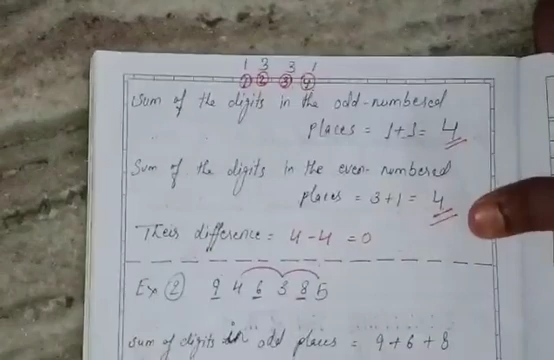 1 3 3 1
1 2 3 4
Sum of the digits in the odd-numbered
places = 1+3= 4
Sum of the digits in the even-numbered
places = 3+1= 4
Their difference = 4-4 =0
Ex 2 9 4 6 3 8 5
Sum of digits in odd places = 9+6+8